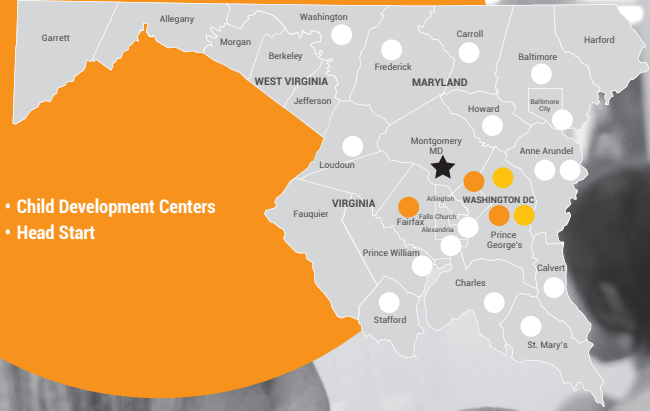 Washington
Allegany
Garrett
Carroll
Harford
Morgan
Berkeley
Frederick
Baltimore
WEST VIRGINIA
MARYLAND
Jefferson
Baltimore
City
Howard
Montgomery
MD
Anne Arundel
Loudoun
Arlington
WASHINGTON DC
VIRGINIA
• Child Development Centers
Fauquier
Fairfax
Falls Church
Alexandria
• Head Start
Prince
George's
Prince William
Calvert
Charles
Stafford
St. Mary's